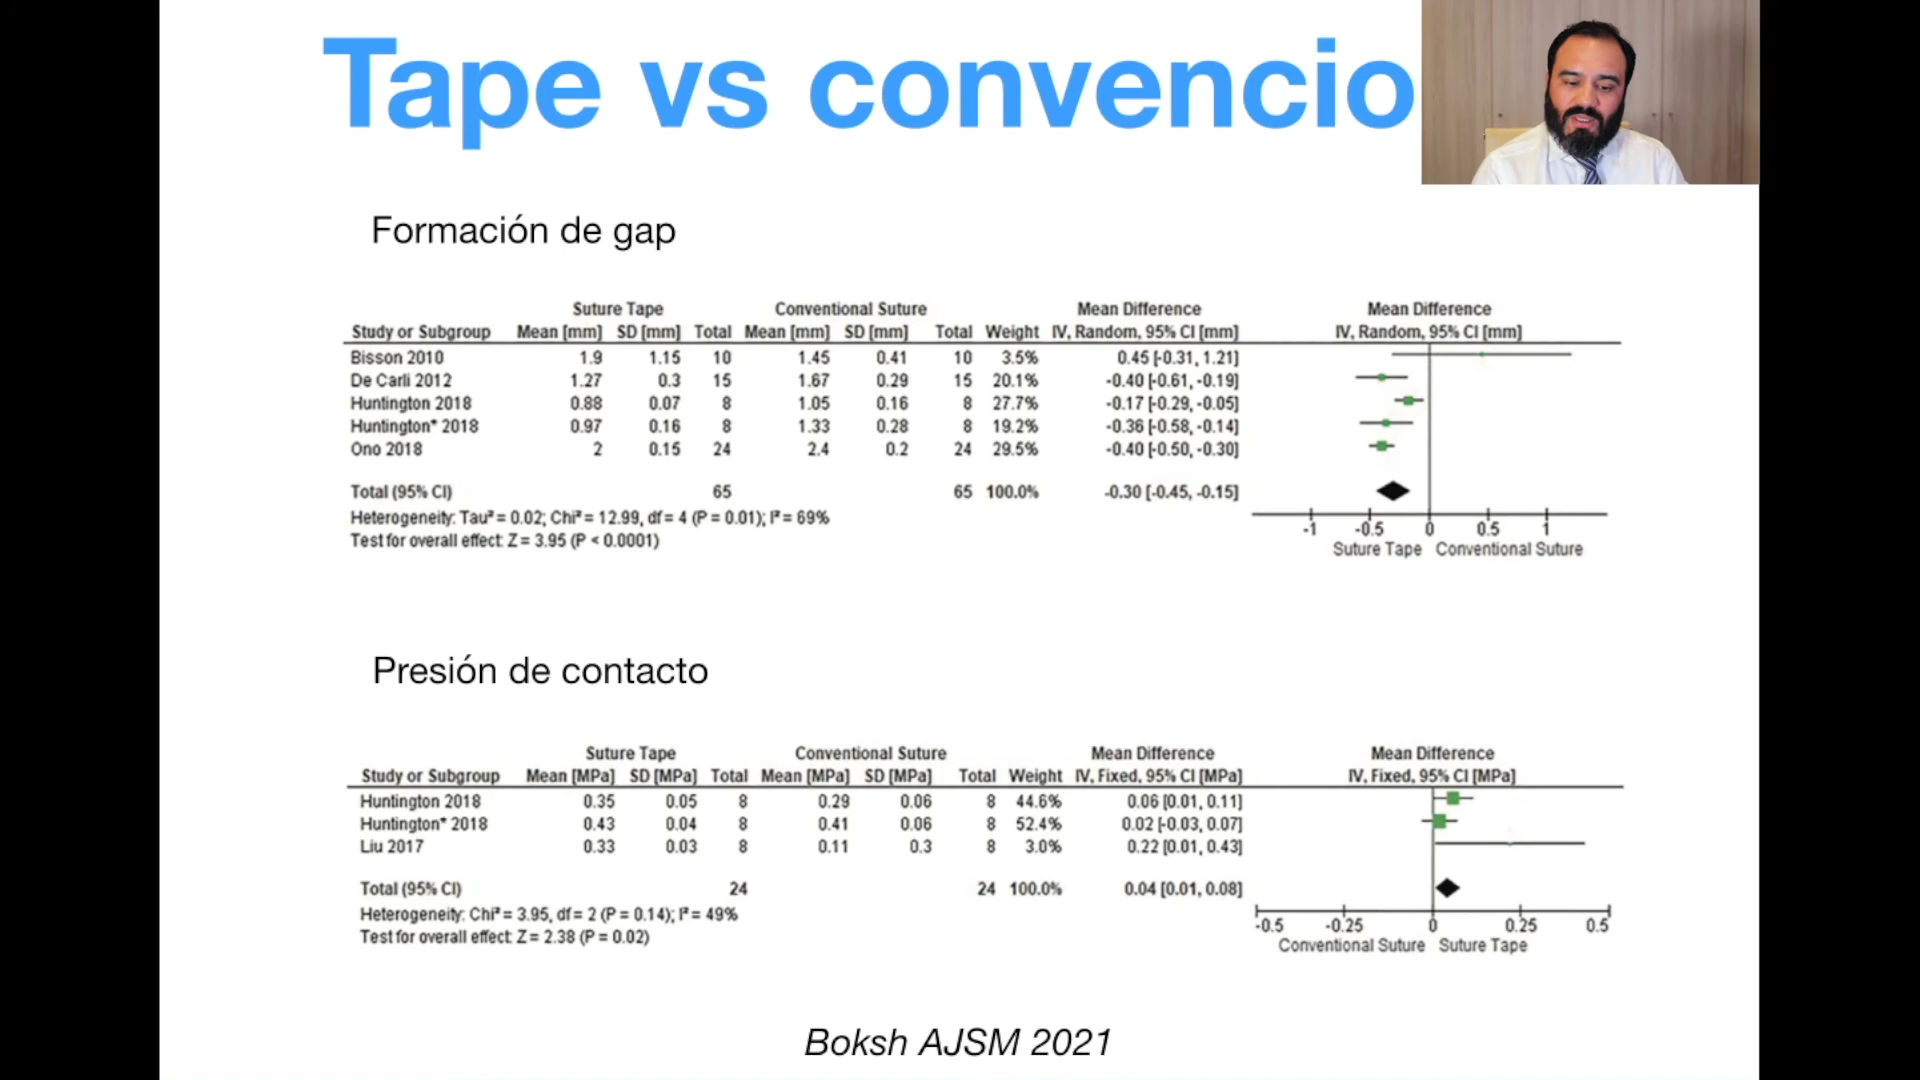 Tape vs convencio
Formación de gap
Suture Tape Conventional Suture Mean Difference Mean Difference
Study or Subgroup Mean [mm] SD [mm] Total Mean [mm] SD [mm] Total Weight IV, Random, 95% CI [mm] IV, Random, 95% CI [mm]
Bisson 2010 1.9 1.15 10 1.45 0.41 10 3.5% 0.45 [-0.31, 1.21]
De Carli 2012 1.27 0.3 15 1.67 0.29 15 20.1% -0.40 [-0.61, -0.19]
Huntington 2018 0.88 0.07 8 1.05 0.16 8 27.7% -0.17 [-0.29, -0.05]
Huntington* 2018 0.97 0.16 8 1.33 0.28 8 19.2% -0.36 [-0.58, -0.14]
Ono 2018 2 0.15 24 2.4 0.2 24 29.5% -0.40 [-0.50, -0.30]
Total (95% CI) 65 65 100.0% -0.30 [-0.45, -0.15]
Heterogeneity: Tau² = 0.02; Chi² = 12.99, df = 4 (P = 0.01); I² = 69%
Test for overall effect: Z = 3.95 (P < 0.0001)
-1 -0.5 0 0.5 1
Suture Tape Conventional Suture
Presión de contacto
Suture Tape Conventional Suture Mean Difference Mean Difference
Study or Subgroup Mean [MPa] SD [MPa] Total Mean [MPa] SD [MPa] Total Weight IV, Fixed, 95% CI [MPa] IV, Fixed, 95% CI [MPa]
Huntington 2018 0.35 0.05 8 0.29 0.06 8 44.6% 0.06 [0.01, 0.11]
Huntington* 2018 0.43 0.04 8 0.41 0.06 8 52.4% 0.02 [-0.03, 0.07]
Liu 2017 0.33 0.03 8 0.11 0.3 8 3.0% 0.22 [0.01, 0.43]
Total (95% CI) 24 24 100.0% 0.04 [0.01, 0.08]
Heterogeneity: Chi² = 3.95, df = 2 (P = 0.14); I² = 49%
Test for overall effect: Z = 2.38 (P = 0.02)
-0.5 -0.25 0 0.25 0.5
Conventional Suture Suture Tape
Boksh AJSM 2021